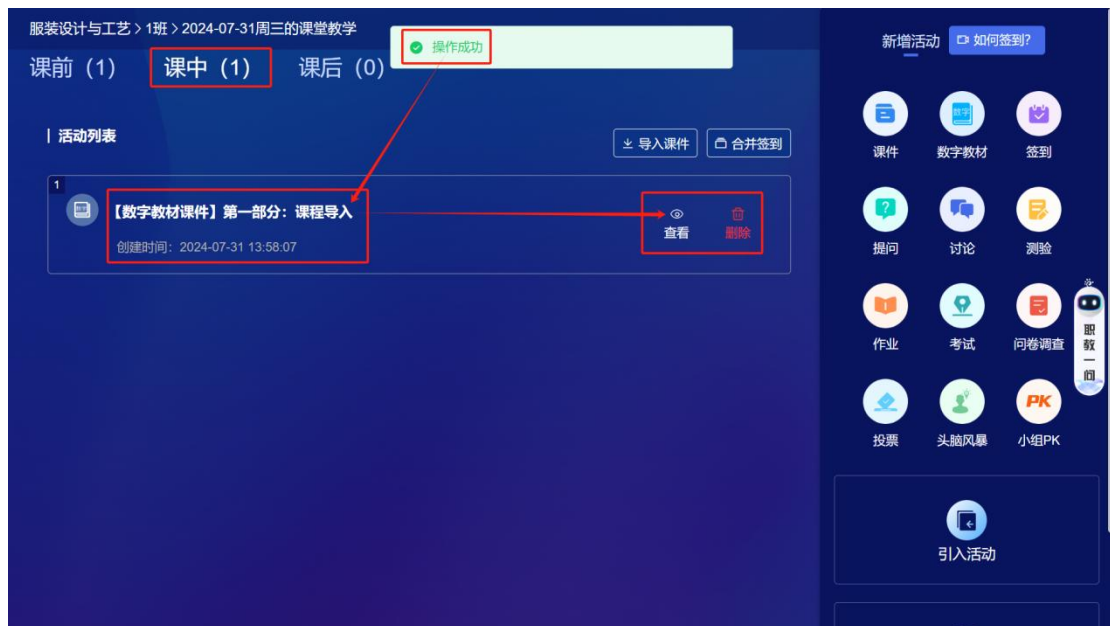 服装设计与工艺 > 1班 > 2024-07-31周三的课堂教学
操作成功
课前（1） 课中（1） 课后（0）
活动列表
导入课件 合并签到
1
【数字教材课件】第一部分：课程导入
创建时间：2024-07-31 13:58:07
查看 删除
新增活动 如何签到?
数字
课件 数字教材 签到
提问 讨论 测验
作业 考试 问卷调查
PK
投票 头脑风暴 小组PK
引入活动
职教一问